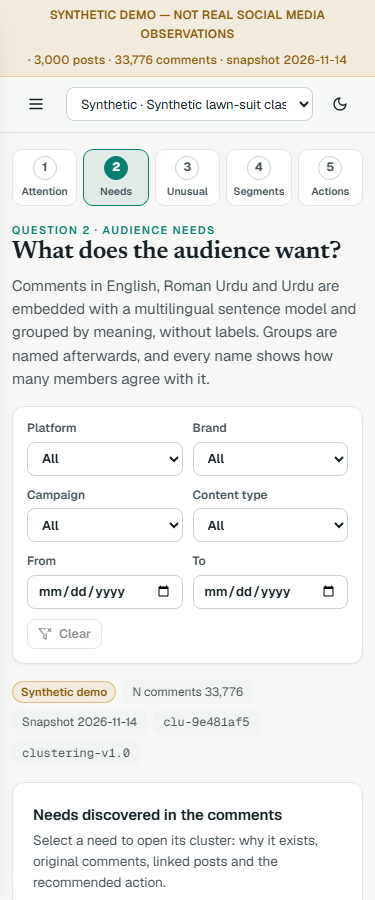 SYNTHETIC DEMO — NOT REAL SOCIAL MEDIA
OBSERVATIONS
· 3,000 posts · 33,776 comments · snapshot 2026-11-14
Synthetic · Synthetic lawn-suit clas
1 2 3 4 5
Attention Needs Unusual Segments Actions
QUESTION 2 · AUDIENCE NEEDS
What does the audience want?
Comments in English, Roman Urdu and Urdu are
embedded with a multilingual sentence model and
grouped by meaning, without labels. Groups are
named afterwards, and every name shows how
many members agree with it.
Platform Brand
All All
Campaign Content type
All All
From To
mm/dd/yyyy mm/dd/yyyy
Clear
Synthetic demo N comments 33,776
Snapshot 2026-11-14 clu-9e481af5
clustering-v1.0
Needs discovered in the comments
Select a need to open its cluster: why it exists,
original comments, linked posts and the
recommended action.